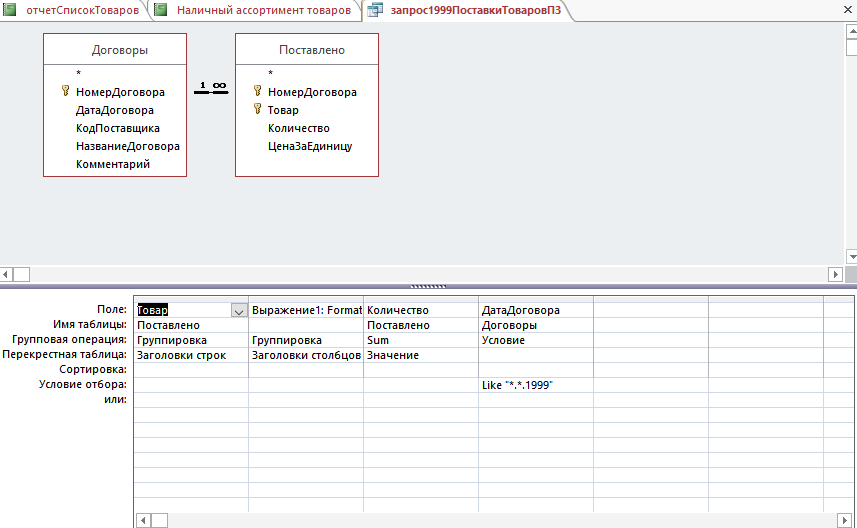 отчетСписокТоваров Наличный ассортимент товаров запрос1999ПоставкиТоваровПЗ
Договоры
*
НомерДоговора
ДатаДоговора
КодПоставщика
НазваниеДоговора
Комментарий
1 ∞
Поставлено
*
НомерДоговора
Товар
Количество
ЦенаЗаЕдиницу
Поле: Товар Выражение1: Format Количество ДатаДоговора
Имя таблицы: Поставлено Поставлено Договоры
Групповая операция: Группировка Группировка Sum Условие
Перекрестная таблица: Заголовки строк Заголовки столбцов Значение
Сортировка:
Условие отбора: Like "*.*.1999"
или: